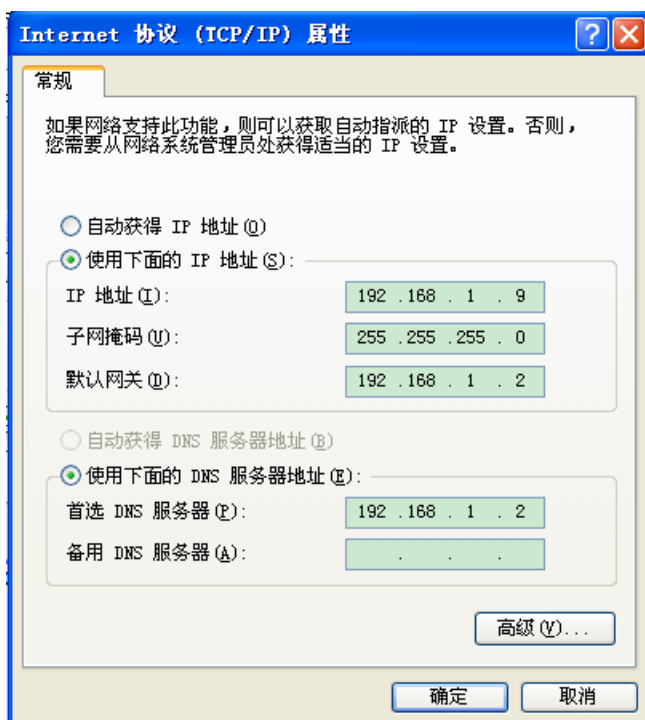 Internet 协议 (TCP/IP) 属性
常规
如果网络支持此功能，则可以获取自动指派的 IP 设置。否则，
您需要从网络系统管理员处获得适当的 IP 设置。
自动获得 IP 地址(O)
使用下面的 IP 地址(S):
IP 地址(I): 192 .168 . 1 . 9
子网掩码(U): 255 .255 .255 . 0
默认网关(D): 192 .168 . 1 . 2
自动获得 DNS 服务器地址(B)
使用下面的 DNS 服务器地址(E):
首选 DNS 服务器(P): 192 .168 . 1 . 2
备用 DNS 服务器(A): . . .
高级(V)...
确定 取消